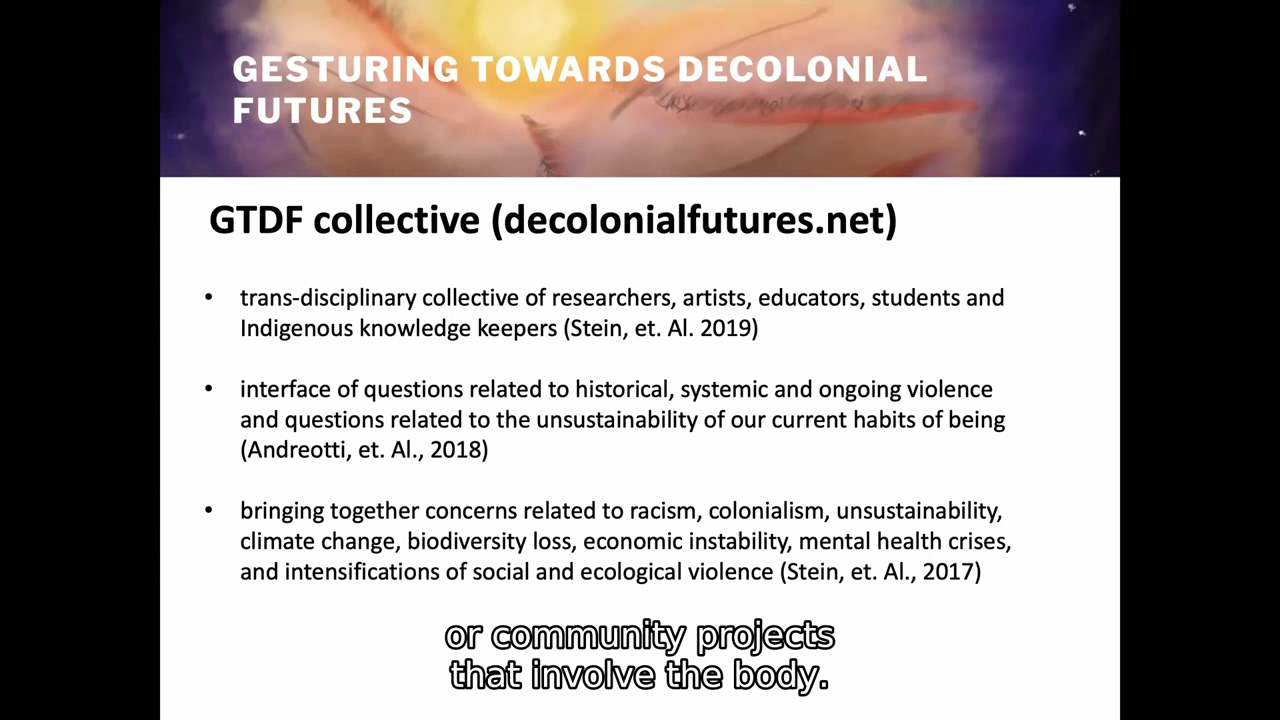 GESTURING TOWARDS DECOLONIAL
FUTURES
GTDF collective (decolonialfutures.net)
• trans-disciplinary collective of researchers, artists, educators, students and
Indigenous knowledge keepers (Stein, et. Al. 2019)
• interface of questions related to historical, systemic and ongoing violence
and questions related to the unsustainability of our current habits of being
(Andreotti, et. Al., 2018)
• bringing together concerns related to racism, colonialism, unsustainability,
climate change, biodiversity loss, economic instability, mental health crises,
and intensifications of social and ecological violence (Stein, et. Al., 2017)
or community projects
that involve the body.